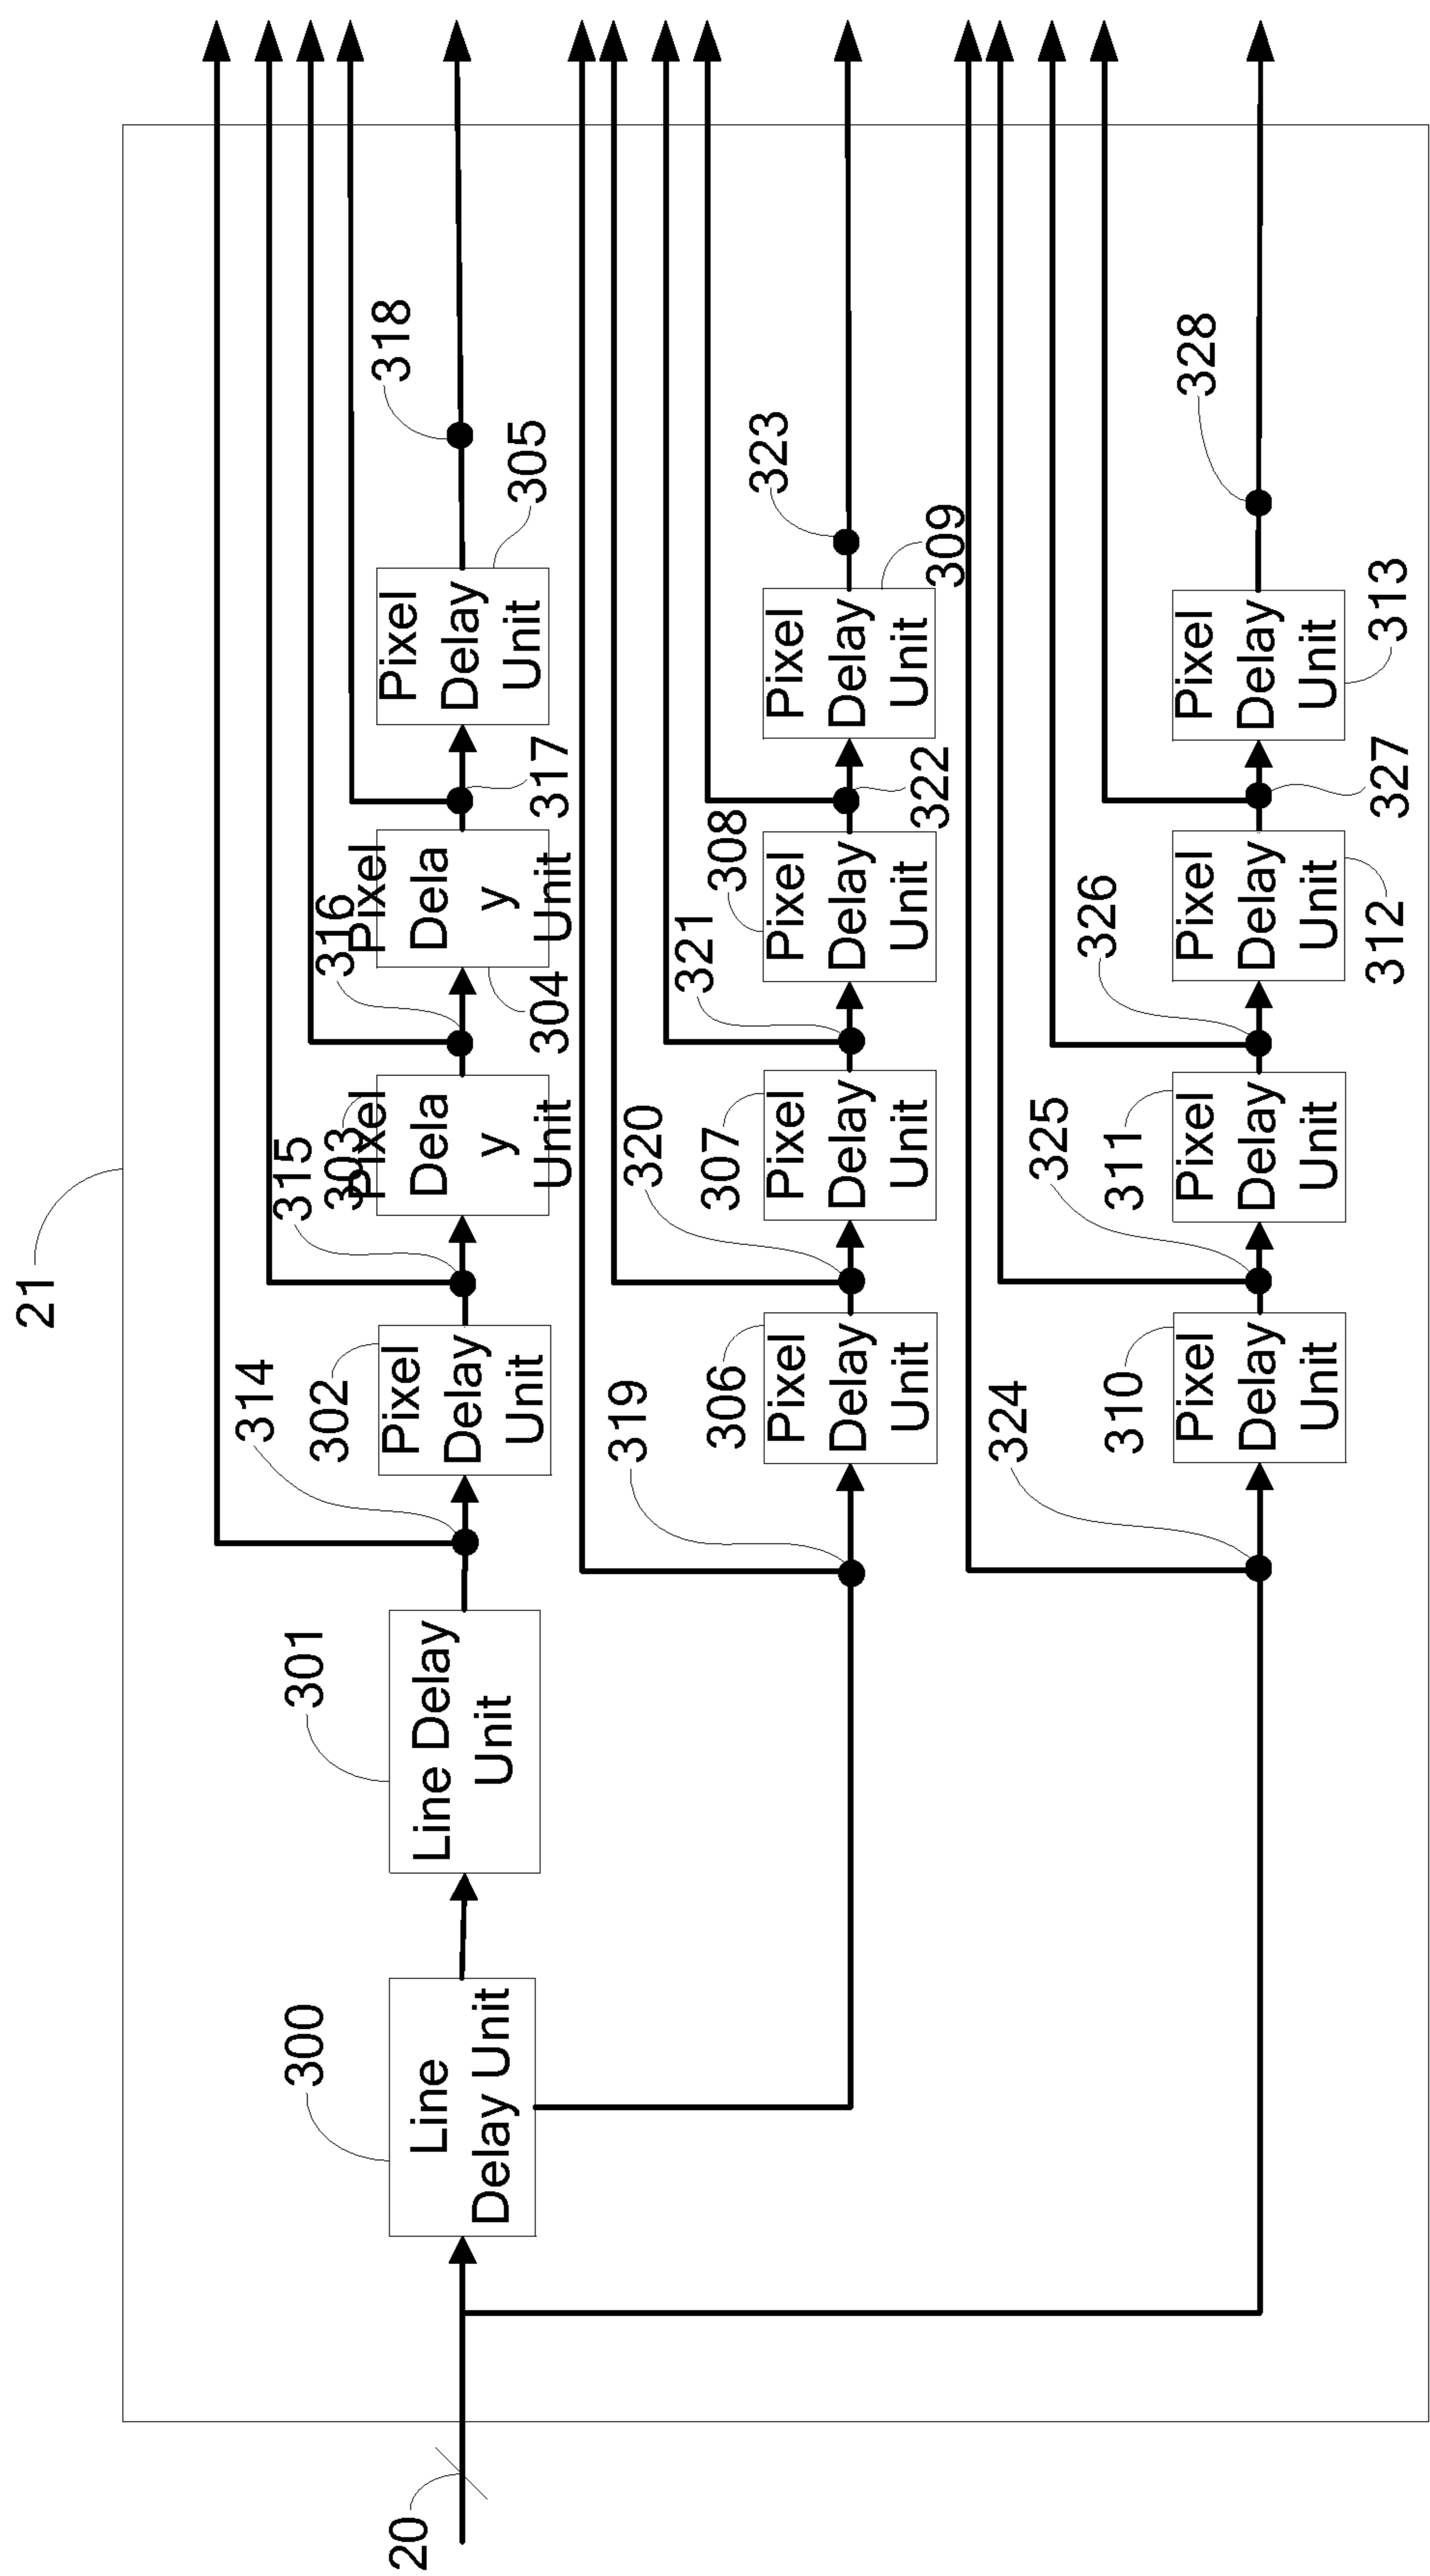 21
20
300
Line
Delay Unit
301
Line Delay
Unit
314
302
Pixel
Delay
Unit
315
303
Pixel
Dela
y
Unit
316
304
Pixel
Dela
y
Unit
317
305
Pixel
Delay
Unit
318
319
306
Pixel
Delay
Unit
320
307
Pixel
Delay
Unit
321
308
Pixel
Delay
Unit
322
309
Pixel
Delay
Unit
323
324
310
Pixel
Delay
Unit
325
311
Pixel
Delay
Unit
326
312
Pixel
Delay
Unit
327
313
Pixel
Delay
Unit
328